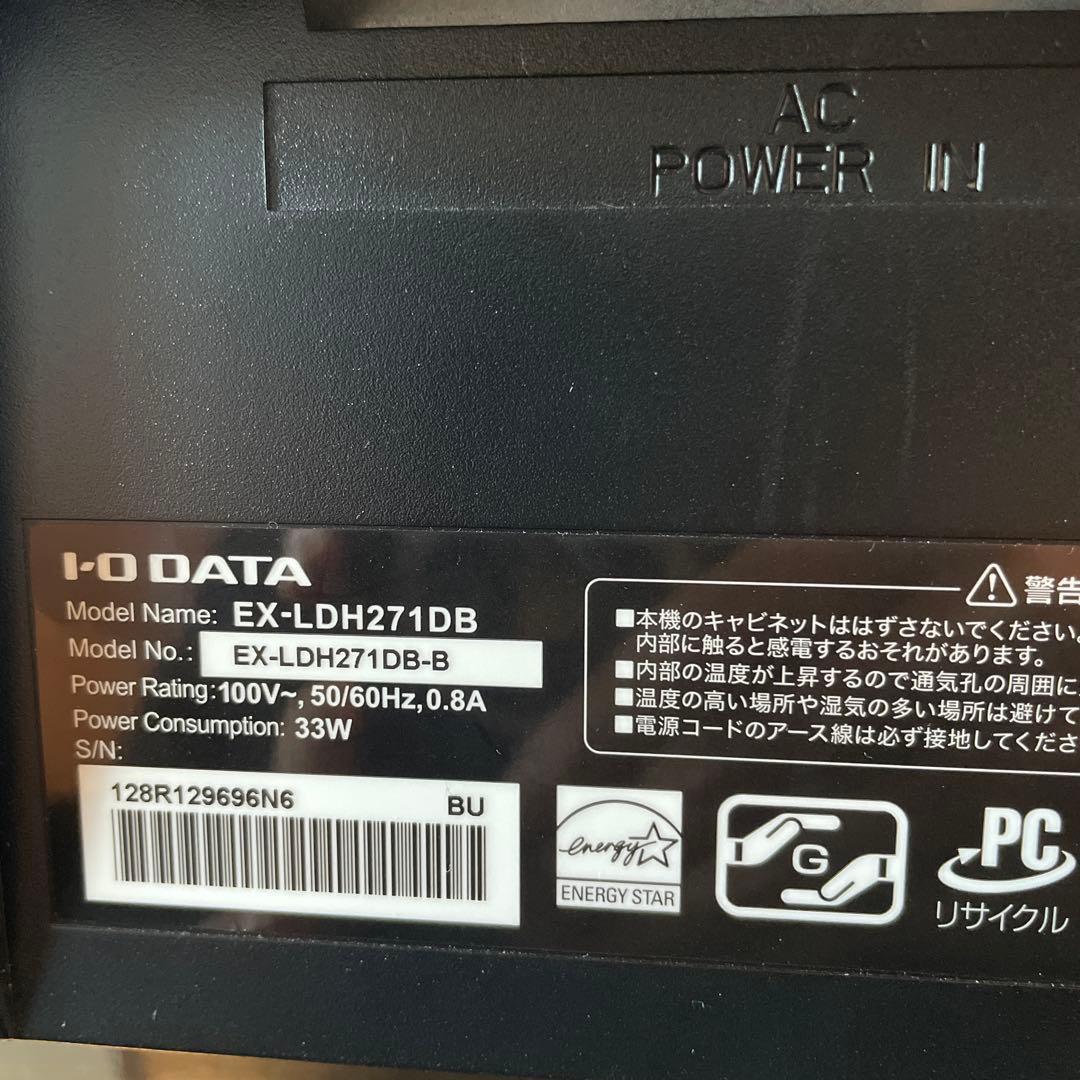 AC
POWER IN
I-O DATA
Model Name: EX-LDH271DB
Model No.: EX-LDH271DB-B
Power Rating:100V~, 50/60Hz,0.8A
Power Consumption: 33W
S/N:
128R129696N6 BU
警告
■本機のキャビネットははずさないでください。
内部に触ると感電するおそれがあります。
■内部の温度が上昇するので通気孔の周囲に
■温度の高い場所や湿気の多い場所は避けて
■電源コードのアース線は必ず接地してくださ
energy
ENERGY STAR
G
PC
リサイクル